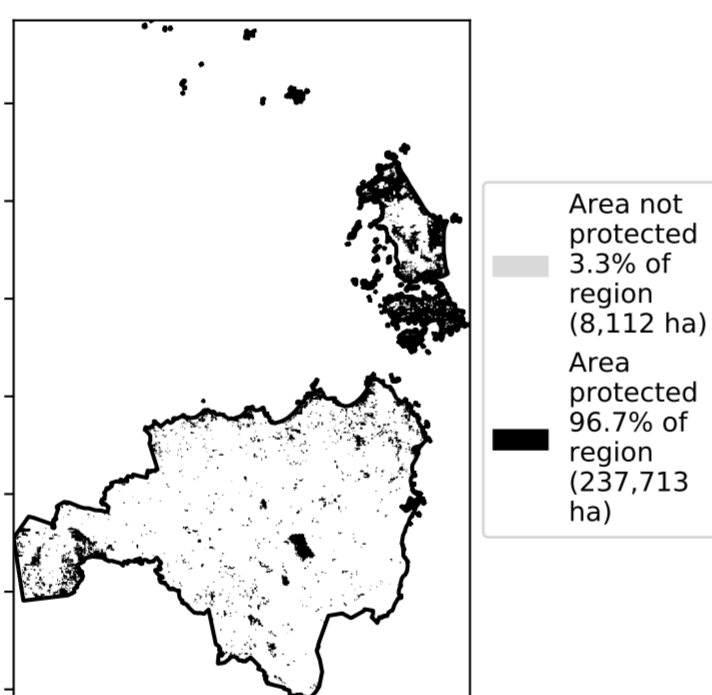 Area not
protected
3.3% of
region
(8,112 ha)
Area
protected
96.7% of
region
(237,713
ha)